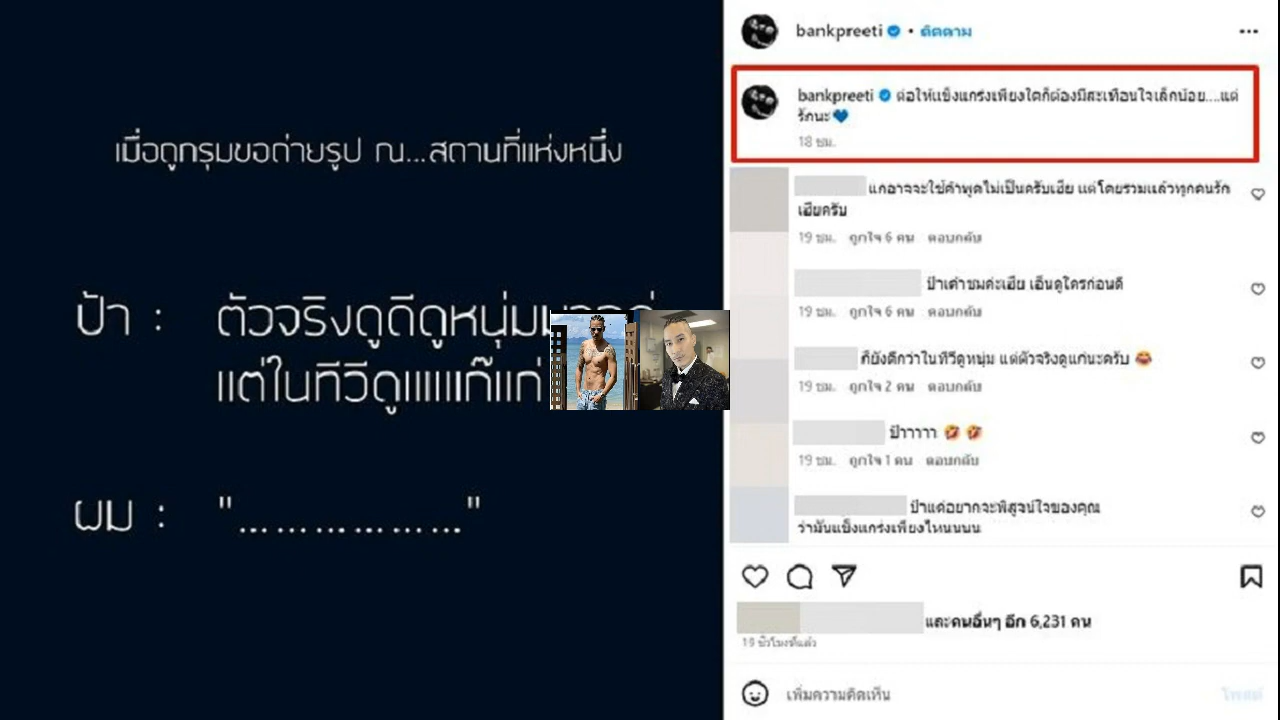 เมื่อถูกรุมขอถ่ายรูป ณ...สถานที่แห่งหนึ่ง
ป้า : ตัวจริงดูดีดูหนุ่ม
แต่ในทีวีดูแแแแก๊แก่
ผม : "... ... ... ... ... ..."
bankpreeti • ติดตาม
bankpreeti ต่อให้แข็งแกร่งเพียงใดก็ต้องมีสะเทือนใจเล็กน้อย....แต่
รักนะ💙
18 ชม.
แกอาจจะใช้คำพูดไม่เป็นครับเฮีย แต่โดยรวมแล้วทุกคนรัก
เฮียครับ
19 ชม. ถูกใจ 6 คน ตอบกลับ
ป้าเค้าชมค่ะเฮีย เอ็นดูใครก่อนดี
19 ชม. ถูกใจ 6 คน ตอบกลับ
ก็ยังดีกว่าในทีวีดูหนุ่ม แต่ตัวจริงดูแก่นะครับ 😂
19 ชม. ถูกใจ 2 คน ตอบกลับ
ป้าาาาา 🤣 🤣
19 ชม. ถูกใจ 1 คน ตอบกลับ
ป้าแค่อยากจะพิสูจน์ใจของคุณ
ว่ามันแข็งแกร่งเพียงไหนนนน
และคนอื่นๆ อีก 6,231 คน
19 ชั่วโมงที่แล้ว
เพิ่มความคิดเห็น
โพสต์